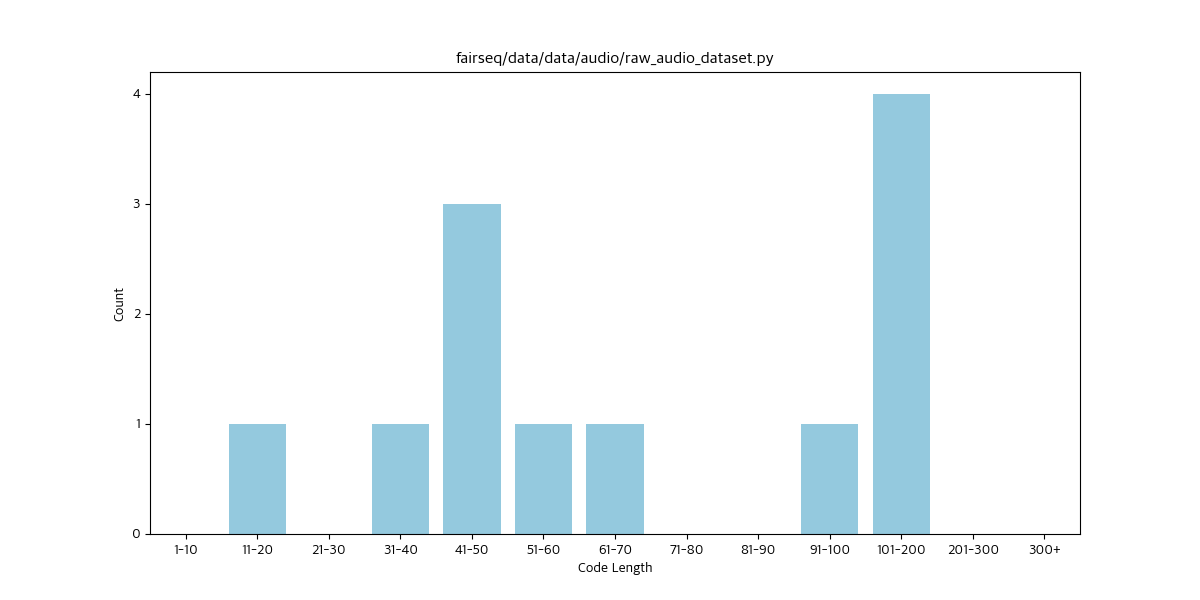 fairseq/data/data/audio/raw_audio_dataset.py
Count
4
3
2
1
0
1-10 11-20 21-30 31-40 41-50 51-60 61-70 71-80 81-90 91-100 101-200 201-300 300+
Code Length